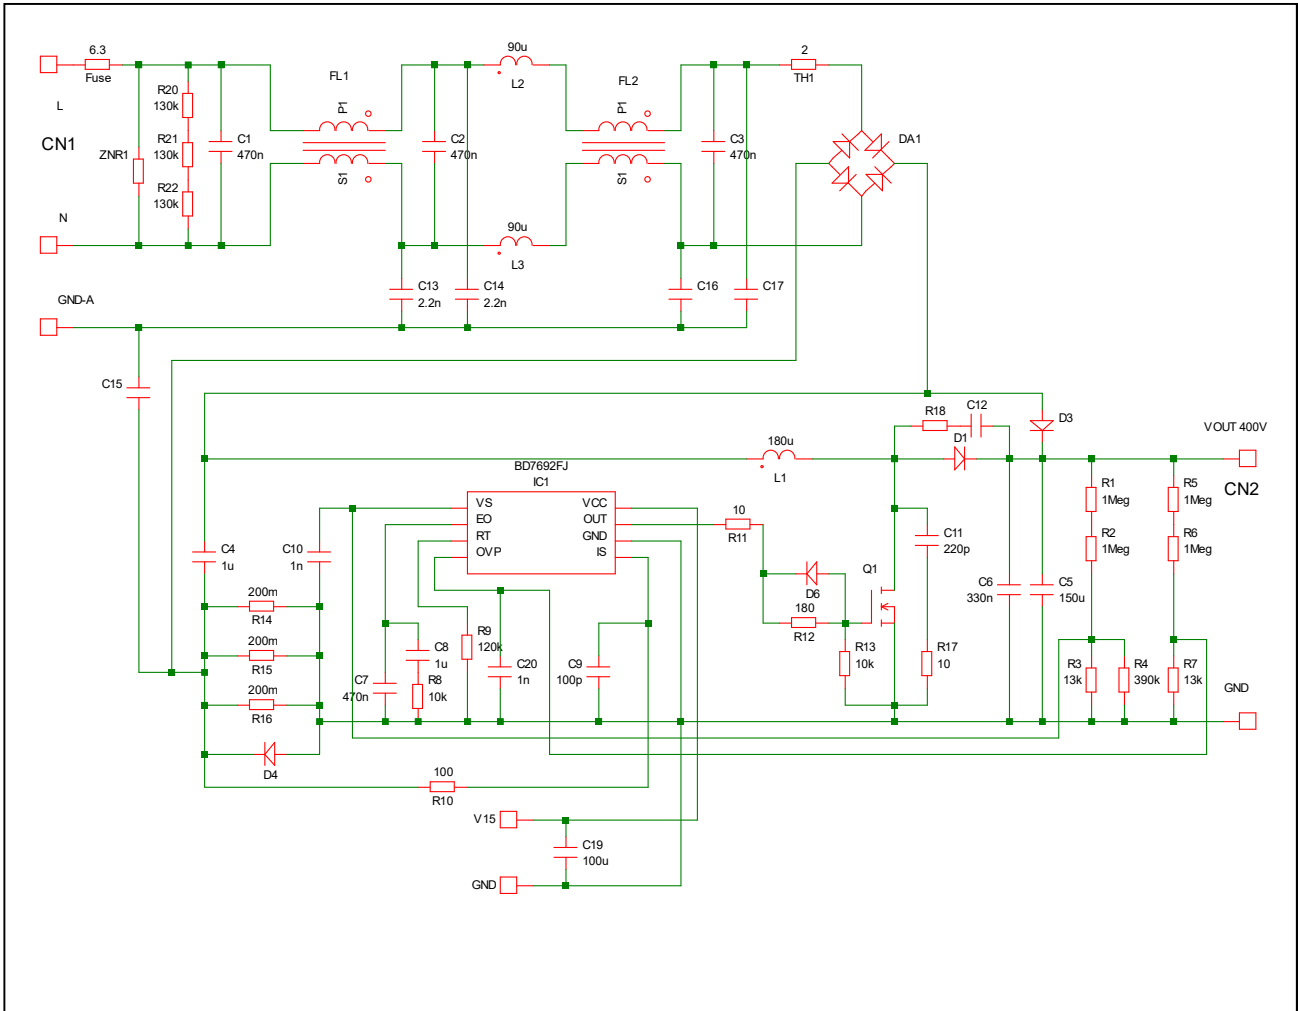 6.3
Fuse
L
CN1
N
GND-A
ZNR1
R20
130k
R21
130k
R22
130k
C1
470n
FL1
P1
S1
C2
470n
90u
L2
90u
L3
FL2
P1
S1
C3
470n
2
TH1
DA1
C13
2.2n
C14
2.2n
C16
C17
C15
R18
C12
D3
D1
VOUT 400V
CN2
180u
L1
BD7692FJ
IC1
VS
EO
RT
OVP
VCC
OUT
GND
IS
10
R11
C11
220p
R1
1Meg
R2
1Meg
R5
1Meg
R6
1Meg
C4
1u
C10
1n
D6
180
R12
Q1
C6
330n
C5
150u
200m
R14
200m
R15
200m
R16
D4
C7
470n
C8
1u
R8
10k
R9
120k
C20
1n
C9
100p
R13
10k
R17
10
R3
13k
R4
390k
R7
13k
GND
100
R10
V15
C19
100u
GND